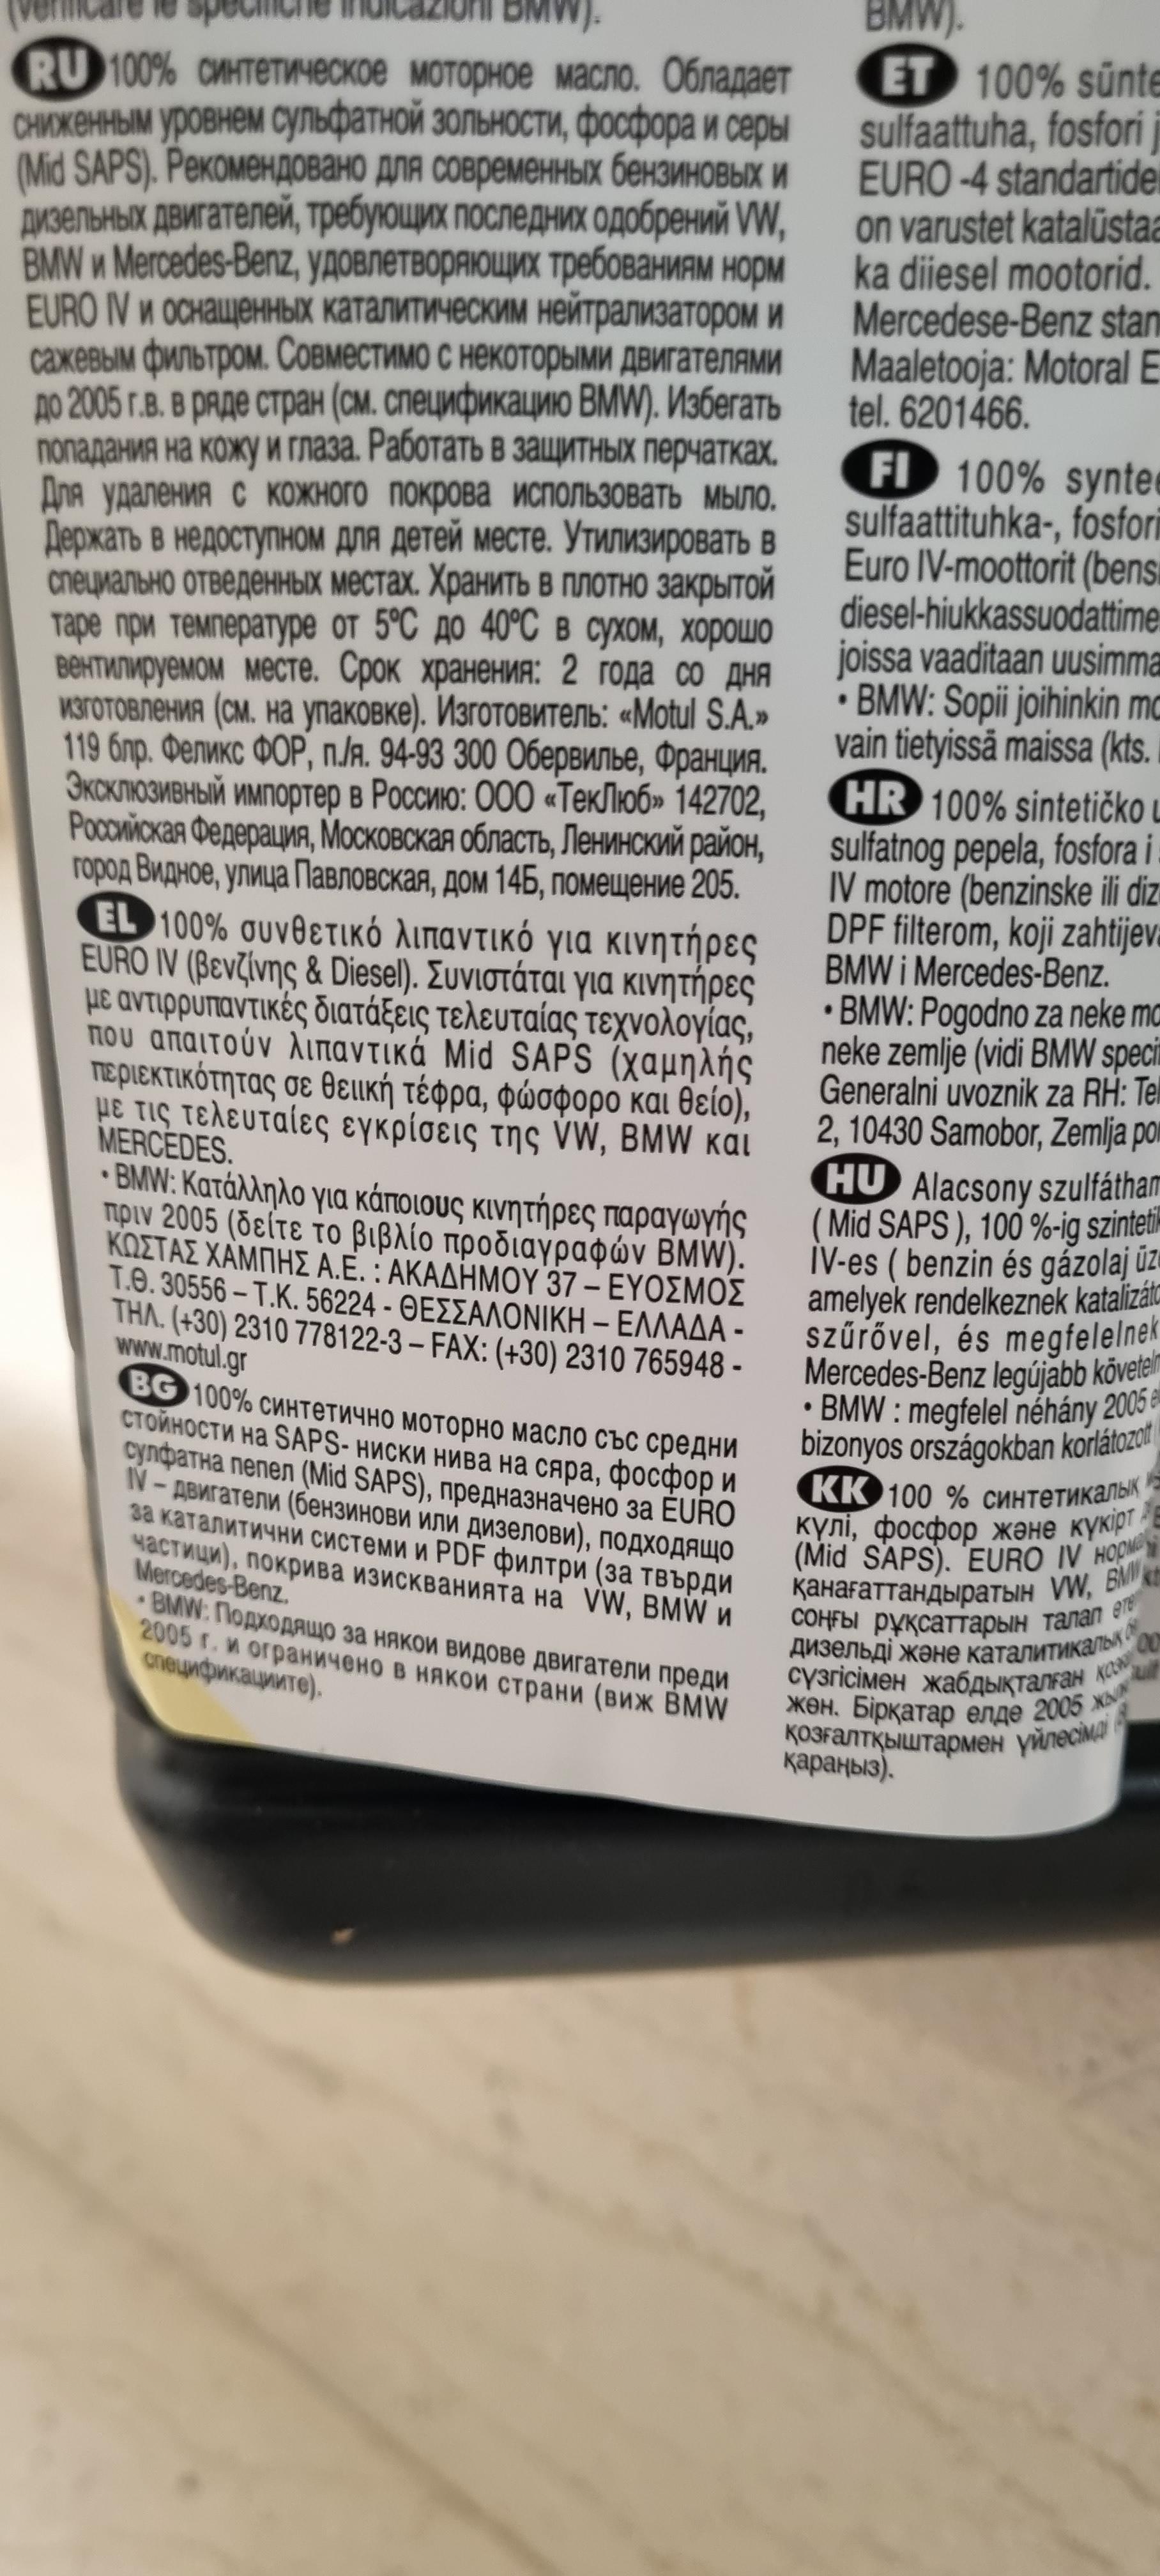 (verificare le specifiche indicazioni BMW).
RU 100% синтетическое моторное масло. Обладает
сниженным уровнем сульфатной зольности, фосфора и серы
(Mid SAPS). Рекомендовано для современных бензиновых и
дизельных двигателей, требующих последних одобрений VW,
BMW и Mercedes-Benz, удовлетворяющих требованиям норм
EURO IV и оснащенных каталитическим нейтрализатором и
сажевым фильтром. Совместимо с некоторыми двигателями
до 2005 г.в. в ряде стран (см. спецификацию BMW). Избегать
попадания на кожу и глаза. Работать в защитных перчатках.
Для удаления с кожного покрова использовать мыло.
Держать в недоступном для детей месте. Утилизировать в
специально отведенных местах. Хранить в плотно закрытой
таре при температуре от 5°C до 40°C в сухом, хорошо
вентилируемом месте. Срок хранения: 2 года со дня
изготовления (см. на упаковке). Изготовитель: «Motul S.A.»
119 блр. Феликс ФОР, п./я. 94-93 300 Обервилье, Франция.
Эксклюзивный импортер в Россию: ООО «ТекЛюб» 142702,
Российская Федерация, Московская область, Ленинский район,
город Видное, улица Павловская, дом 14Б, помещение 205.
EL 100% συνθετικό λιπαντικό για κινητήρες
EURO IV (βενζίνης & Diesel). Συνιστάται για κινητήρες
με αντιρρυπαντικές διατάξεις τελευταίας τεχνολογίας,
που απαιτούν λιπαντικά Mid SAPS (χαμηλής
περιεκτικότητας σε θειική τέφρα, φώσφορο και θείο),
με τις τελευταίες εγκρίσεις της VW, BMW και
MERCEDES.
• BMW: Κατάλληλο για κάποιους κινητήρες παραγωγής
πριν 2005 (δείτε το βιβλίο προδιαγραφών BMW).
ΚΩΣΤΑΣ ΧΑΜΠΗΣ Α.Ε. : ΑΚΑΔΗΜΟΥ 37 – ΕΥΟΣΜΟΣ
Τ.Θ. 30556 – Τ.Κ. 56224 - ΘΕΣΣΑΛΟΝΙΚΗ – ΕΛΛΑΔΑ -
ΤΗΛ. (+30) 2310 778122-3 – FAX: (+30) 2310 765948 -
www.motul.gr
BG 100% синтетично моторно масло със средни
стойности на SAPS- ниски нива на сяра, фосфор и
сулфатна пепел (Mid SAPS), предназначено за EURO
IV – двигатели (бензинови или дизелови), подходящо
за каталитични системи и PDF филтри (за твърди
частици), покрива изискванията на VW, BMW и
Mercedes-Benz.
• BMW: Подходящо за някои видове двигатели преди
2005 г. и ограничено в някои страни (виж BMW
спецификациите).
BMW).
ET 100% sünte
sulfaattuha, fosfori j
EURO -4 standartide
on varustet katalüstaa
ka diiesel mootorid.
Mercedese-Benz stan
Maaletooja: Motoral E
tel. 6201466.
FI 100% syntee
sulfaattituhka-, fosfori
Euro IV-moottorit (bensi
diesel-hiukkassuodattime
joissa vaaditaan uusimma
• BMW: Sopii joihinkin mo
vain tietyissä maissa (kts.
HR 100% sintetičko u
sulfatnog pepela, fosfora i
IV motore (benzinske ili diz
DPF filterom, koji zahtijeva
BMW i Mercedes-Benz.
• BMW: Pogodno za neke mo
neke zemlje (vidi BMW speci
Generalni uvoznik za RH: Te
2, 10430 Samobor, Zemlja po
HU Alacsony szulfátham
( Mid SAPS ), 100 %-ig szinteti
IV-es ( benzin és gázolaj üz
amelyek rendelkeznek katalizáto
szűrővel, és megfelelnek
Mercedes-Benz legújabb követeln
• BMW : megfelel néhány 2005 e
bizonyos országokban korlátozott
KK 100 % синтетикалық
күлі, фосфор және күкірт
(Mid SAPS). EURO IV норма
қанағаттандыратын VW, BMW
соңғы рұқсаттарын талап ете
дизельді және каталитикалық
сүзгісімен жабдықталған қоз
жөн. Бірқатар елде 2005 жы
қозғалтқыштармен үйлесімді
қараңыз).